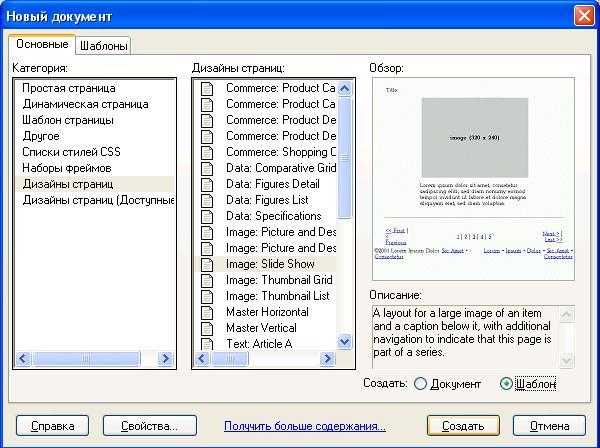 Новый документ
Основные
Шаблоны
Категория:
Простая страница
Динамическая страница
Шаблон страницы
Другое
Списки стилей CSS
Наборы фреймов
Дизайны страниц
Дизайны страниц (Доступные
Дизайны страниц:
Commerce: Product Ca
Commerce: Product Ca
Commerce: Product De
Commerce: Product De
Commerce: Shopping C
Data: Comparative Grid
Data: Figures Detail
Data: Figures List
Data: Specifications
Image: Picture and Des
Image: Picture and Des
Image: Slide Show
Image: Thumbnail Grid
Image: Thumbnail List
Master Horizontal
Master Vertical
Text: Article A
Обзор:
Title
image (320 x 240)
Lorem ipsum dolor sit amet, consetetur
sadipscing elitr, sed diam nonumy eirmod
tempor invidunt ut labore et dolore magna
aliquyam erat, sed diam voluptua.
<< First |
<
Previous
1 | 2 | 3 | 4 | 5
Next > |
Last >>
©2003 Lorem Ipsum Dolor Sic Amet •
Consectetur
Lorem • Ipsum • Dolor • Sic Amet •
Consectetur
Описание:
A layout for a large image of an item
and a caption below it, with additional
navigation to indicate that this page is
part of a series.
Создать:
Документ
Шаблон
Справка
Свойства...
Получить больше содержания...
Создать
Отмена